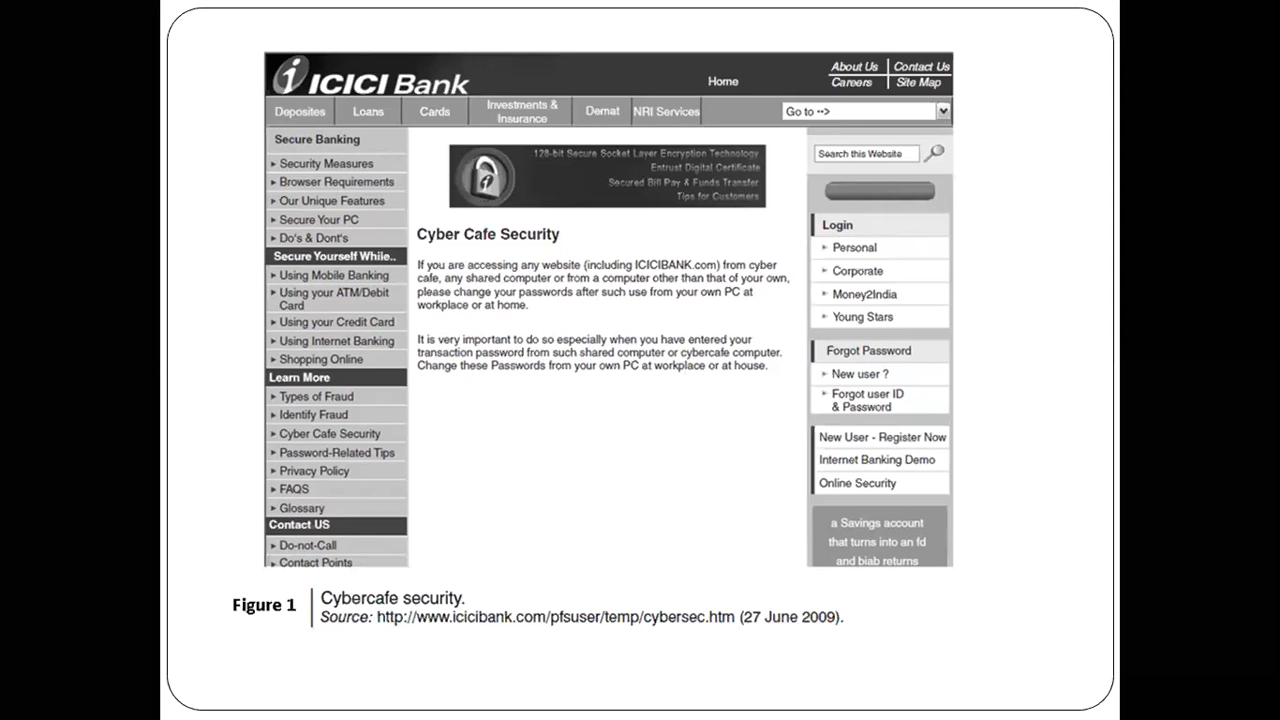 i ICICI Bank
Home
About Us
Contact Us
Careers
Site Map
Deposites
Loans
Cards
Investments &
Insurance
Demat
NRI Services
Go to -->
Secure Banking
Security Measures
Browser Requirements
Our Unique Features
Secure Your PC
Do's & Dont's
Secure Yourself While..
Using Mobile Banking
Using your ATM/Debit
Card
Using your Credit Card
Using Internet Banking
Shopping Online
Learn More
Types of Fraud
Identify Fraud
Cyber Cafe Security
Password-Related Tips
Privacy Policy
FAQS
Glossary
Contact US
Do-not-Call
Contact Points
128-bit Secure Socket Layer Encryption Technology
Entrust Digital Certificate
Secured Bill Pay & Funds Transfer
Tips for Customers
Cyber Cafe Security
If you are accessing any website (including ICICIBANK.com) from cyber
cafe, any shared computer or from a computer other than that of your own,
please change your passwords after such use from your own PC at
workplace or at home.
It is very important to do so especially when you have entered your
transaction password from such shared computer or cybercafe computer.
Change these Passwords from your own PC at workplace or at house.
Search this Website
Login
Personal
Corporate
Money2India
Young Stars
Forgot Password
New user ?
Forgot user ID
& Password
New User - Register Now
Internet Banking Demo
Online Security
a Savings account
that turns into an fd
and biab returns
Figure 1
Cybercafe security.
Source: http://www.icicibank.com/pfsuser/temp/cybersec.htm (27 June 2009).